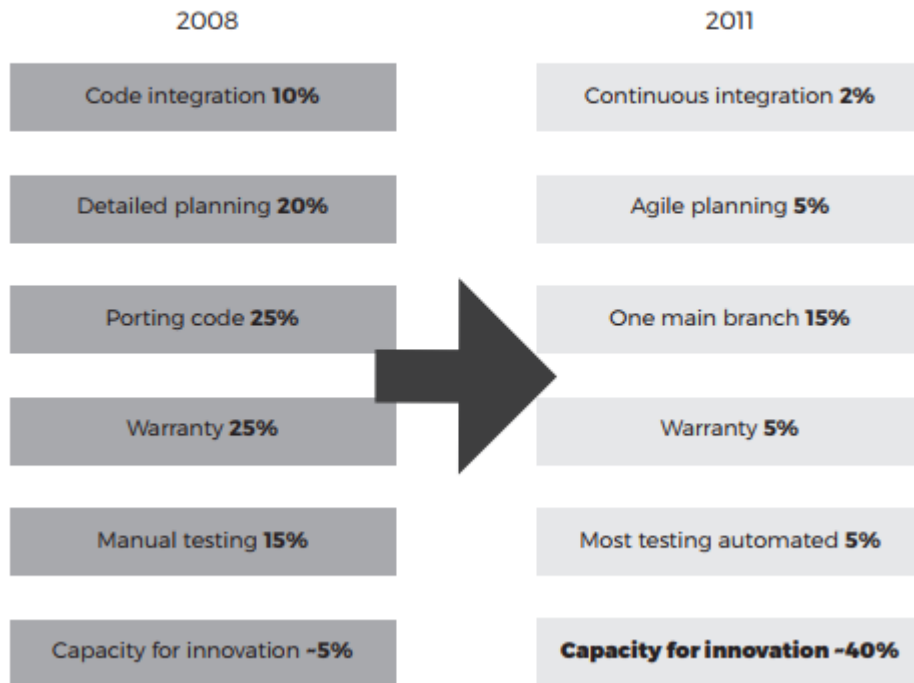 2008
2011
Code integration 10%
Continuous integration 2%
Detailed planning 20%
Agile planning 5%
Porting code 25%
One main branch 15%
Warranty 25%
Warranty 5%
Manual testing 15%
Most testing automated 5%
Capacity for innovation ~5%
Capacity for innovation ~40%